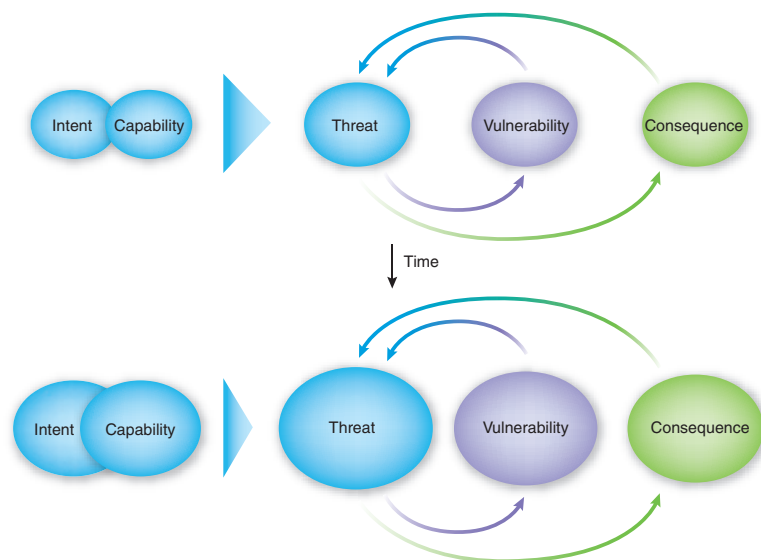 Intent
Capability
Threat
Vulnerability
Consequence
Time
Intent
Capability
Threat
Vulnerability
Consequence